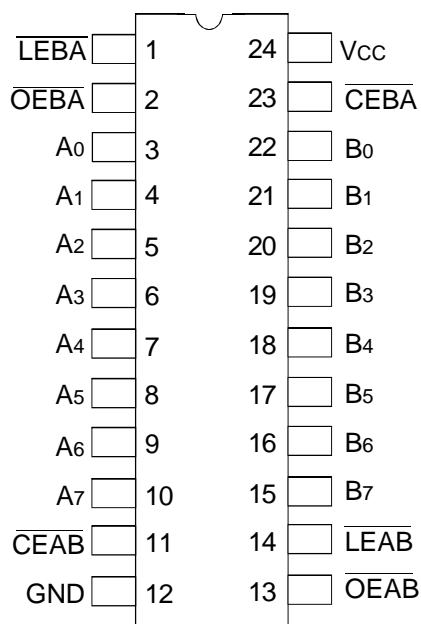 LEBA 1 24 VCC
OEBA 2 23 CEBA
A0 3 22 B0
A1 4 21 B1
A2 5 20 B2
A3 6 19 B3
A4 7 18 B4
A5 8 17 B5
A6 9 16 B6
A7 10 15 B7
CEAB 11 14 LEAB
GND 12 13 OEAB